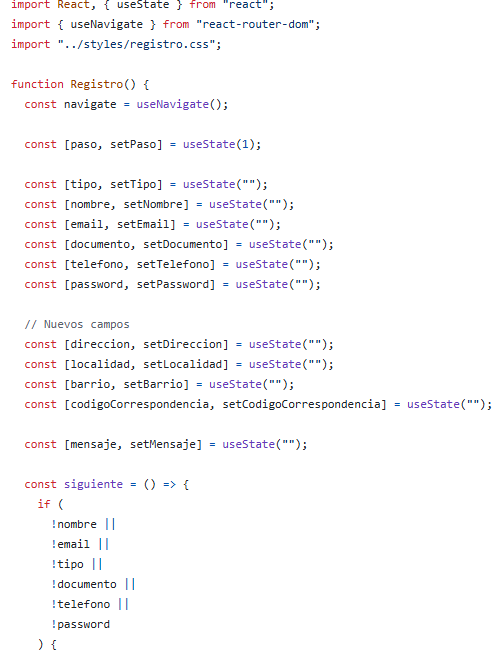 import React, { useState } from "react";
import { useNavigate } from "react-router-dom";
import "../styles/registro.css";

function Registro() {
  const navigate = useNavigate();

  const [paso, setPaso] = useState(1);

  const [tipo, setTipo] = useState("");
  const [nombre, setNombre] = useState("");
  const [email, setEmail] = useState("");
  const [documento, setDocumento] = useState("");
  const [telefono, setTelefono] = useState("");
  const [password, setPassword] = useState("");

  // Nuevos campos
  const [direccion, setDireccion] = useState("");
  const [localidad, setLocalidad] = useState("");
  const [barrio, setBarrio] = useState("");
  const [codigoCorrespondencia, setCodigoCorrespondencia] = useState("");

  const [mensaje, setMensaje] = useState("");

  const siguiente = () => {
    if (
      !nombre ||
      !email ||
      !tipo ||
      !documento ||
      !telefono ||
      !password
    ) {